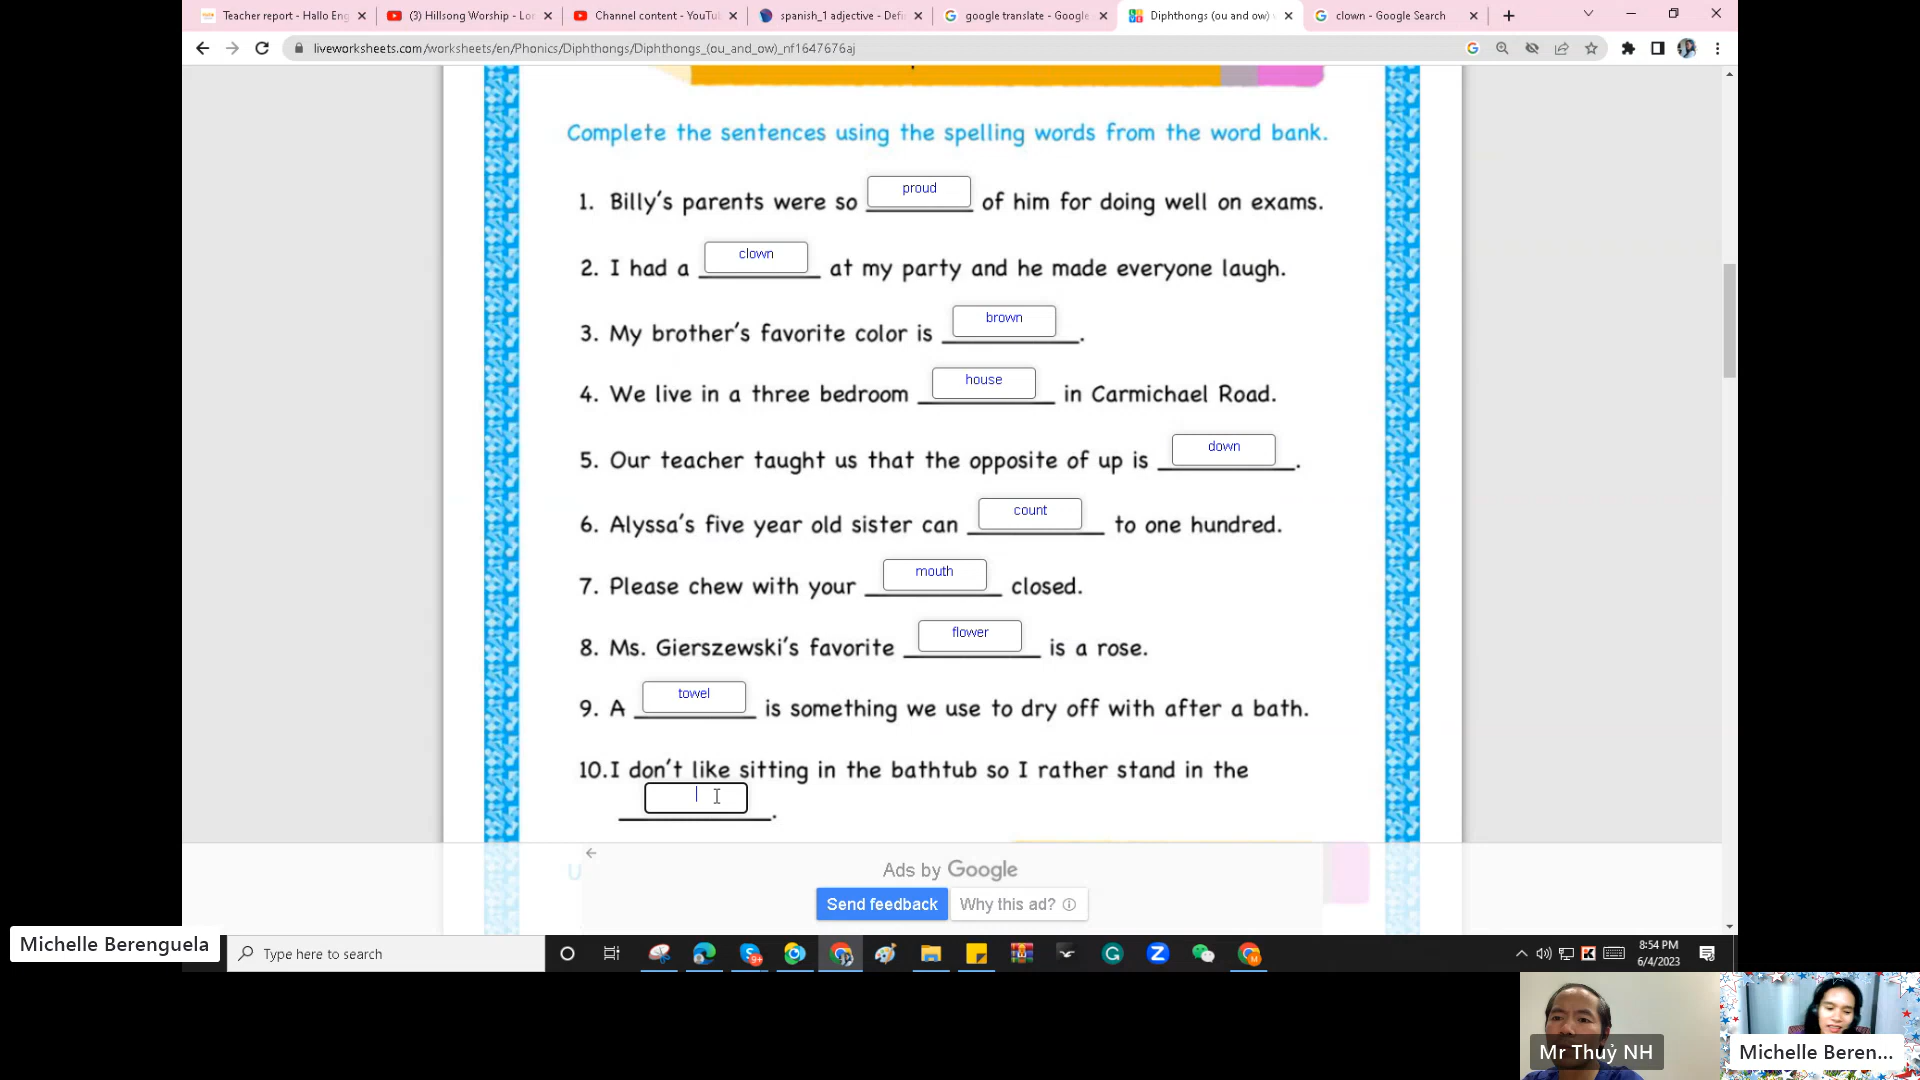 Teacher report - Hallo Eng
(3) Hillsong Worship - Lor
Channel content - YouTu
spanish_1 adjective - Defi
google translate - Google
Diphthongs (ou and ow)
clown - Google Search
liveworksheets.com/worksheets/en/Phonics/Diphthongs/Diphthongs_(ou_and_ow)_nf1647676aj
Complete the sentences using the spelling words from the word bank.
1. Billy's parents were so proud of him for doing well on exams.
2. I had a clown at my party and he made everyone laugh.
3. My brother's favorite color is brown.
4. We live in a three bedroom house in Carmichael Road.
5. Our teacher taught us that the opposite of up is down.
6. Alyssa's five year old sister can count to one hundred.
7. Please chew with your mouth closed.
8. Ms. Gierszewski's favorite flower is a rose.
9. A towel is something we use to dry off with after a bath.
10. I don't like sitting in the bathtub so I rather stand in the
.
Ads by Google
Send feedback
Why this ad?
Michelle Berenguela
Type here to search
8:54 PM
6/4/2023
Mr Thuỷ NH
Michelle Beren...